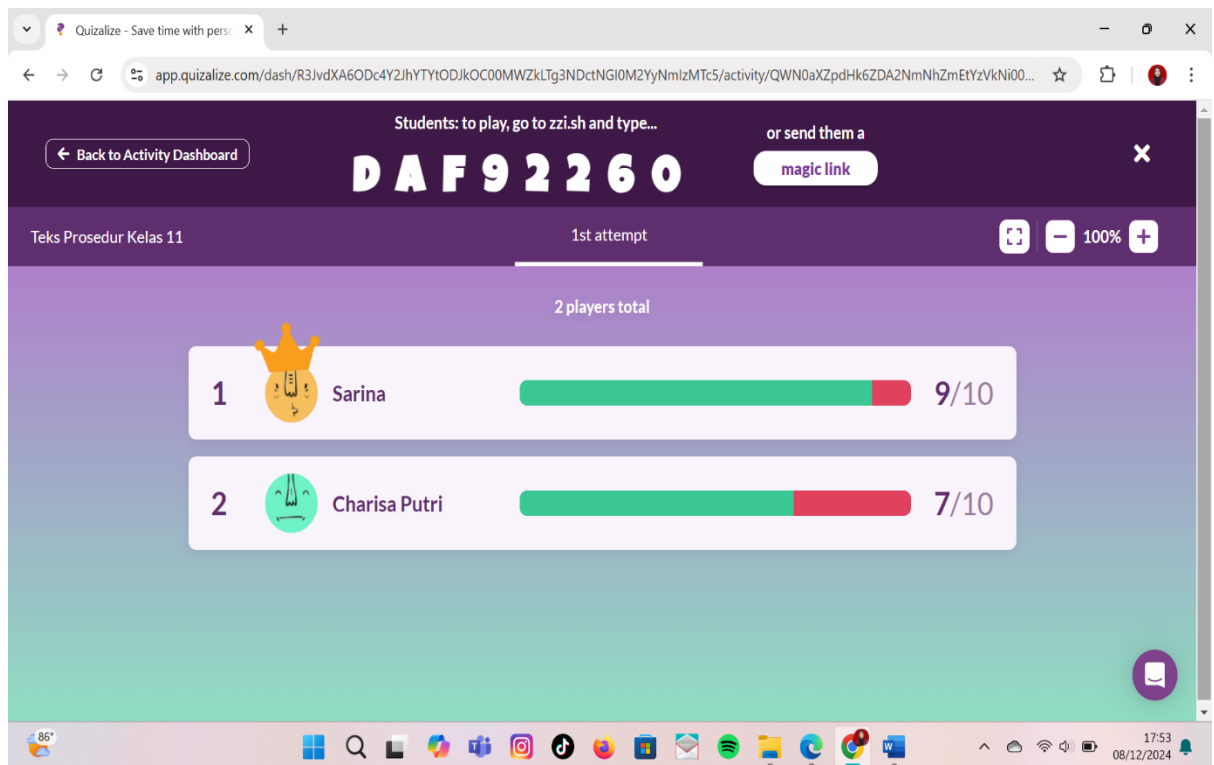 Quizalize - Save time with perso
app.quizalize.com/dash/R3JvdXA6ODc4Y2JhYTYtODJkOC00MWZkLTg3NDctNGI0M2YyNmIzMTc5/activity/QWN0aXZpdHk6ZDA2NmNhZmEtYzVkNi00...
Back to Activity Dashboard
Students: to play, go to zzi.sh and type...
DAF92260
or send them a
magic link
Teks Prosedur Kelas 11
1st attempt
100%
2 players total
1 Sarina 9/10
2 Charisa Putri 7/10
86°
17:53
08/12/2024